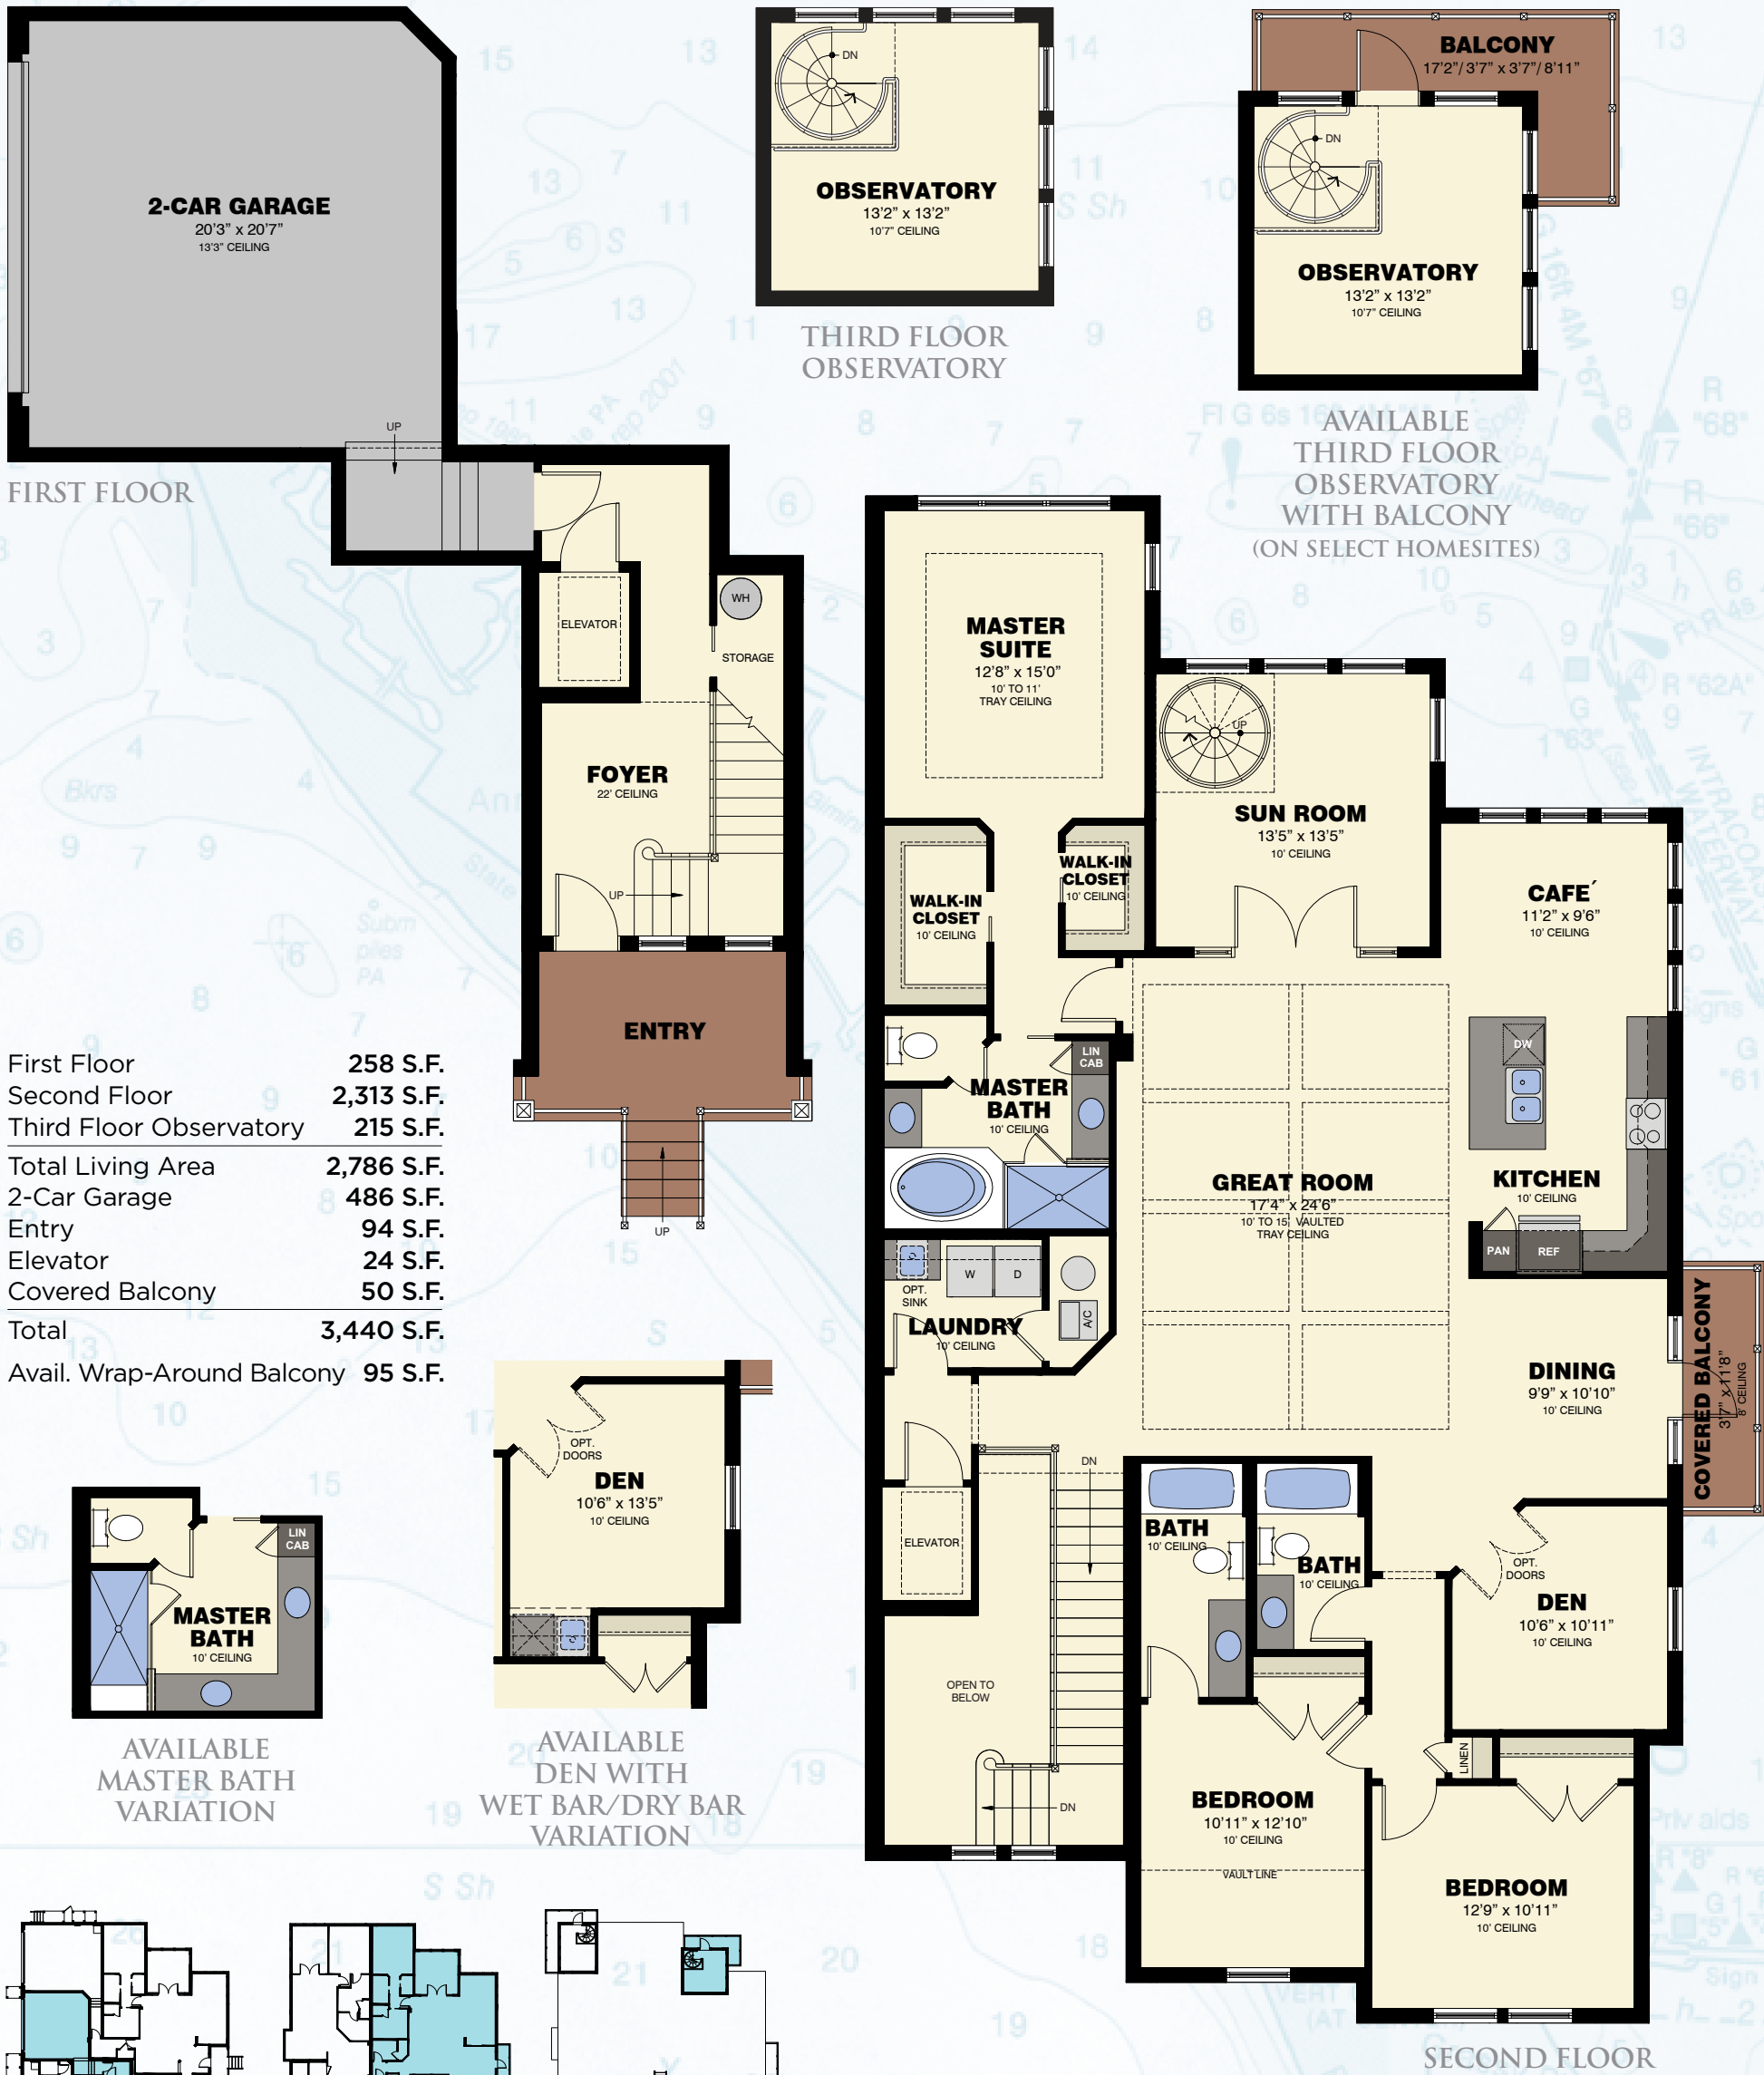 2-CAR GARAGE
20'3" x 20'7"
13'3" CEILING
UP
FIRST FLOOR
DN
OBSERVATORY
13'2" x 13'2"
10'7" CEILING
THIRD FLOOR
OBSERVATORY
BALCONY
17'2"/ 3'7" x 3'7"/ 8'11"
DN
OBSERVATORY
13'2" x 13'2"
10'7" CEILING
AVAILABLE
THIRD FLOOR
OBSERVATORY
WITH BALCONY
(ON SELECT HOMESITES)
ELEVATOR
WH
STORAGE
FOYER
22' CEILING
UP
ENTRY
UP
First Floor 258 S.F.
Second Floor 2,313 S.F.
Third Floor Observatory 215 S.F.
Total Living Area 2,786 S.F.
2-Car Garage 486 S.F.
Entry 94 S.F.
Elevator 24 S.F.
Covered Balcony 50 S.F.
Total 3,440 S.F.
Avail. Wrap-Around Balcony 95 S.F.
MASTER
SUITE
12'8" x 15'0"
10' TO 11'
TRAY CEILING
UP
SUN ROOM
13'5" x 13'5"
10' CEILING
WALK-IN
CLOSET
10' CEILING
WALK-IN
CLOSET
10' CEILING
CAFE´
11'2" x 9'6"
10' CEILING
LIN
CAB
MASTER
BATH
10' CEILING
DW
KITCHEN
10' CEILING
PAN
REF
GREAT ROOM
17'4" x 24'6"
10' TO 15' VAULTED
TRAY CEILING
OPT.
SINK
W
D
A/C
LAUNDRY
10' CEILING
DINING
9'9" x 10'10"
10' CEILING
COVERED BALCONY
3'7" x 11'8"
8' CEILING
ELEVATOR
DN
OPEN TO
BELOW
DN
BATH
10' CEILING
BATH
10' CEILING
OPT.
DOORS
DEN
10'6" x 10'11"
10' CEILING
LINEN
BEDROOM
10'11" x 12'10"
10' CEILING
VAULT LINE
BEDROOM
12'9" x 10'11"
10' CEILING
SECOND FLOOR
LIN
CAB
MASTER
BATH
10' CEILING
AVAILABLE
MASTER BATH
VARIATION
OPT.
DOORS
DEN
10'6" x 13'5"
10' CEILING
AVAILABLE
DEN WITH
WET BAR/DRY BAR
VARIATION